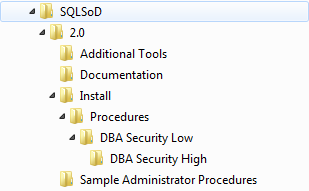 SQLSoD
2.0
Additional Tools
Documentation
Install
Procedures
DBA Security Low
DBA Security High
Sample Administrator Procedures